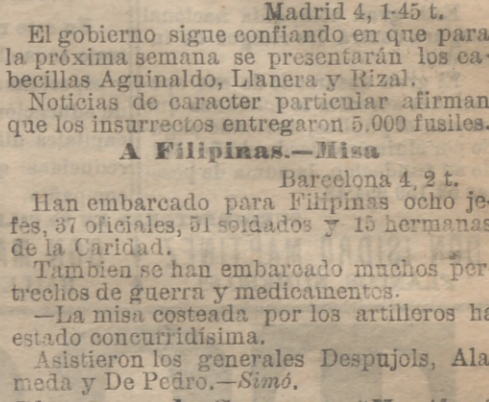 Madrid 4, 1-45 t.
El gobierno sigue confiando en que para
la próxima semana se presentarán los ca-
becillas Aguinaldo, Llanera y Rizal.
Noticias de caracter particular afirman
que los insurrectos entregaron 5.000 fusiles.
A Filipinas.—Misa
Barcelona 4, 2 t.
Han embarcado para Filipinas ocho je-
fes, 37 oficiales, 51 soldados y 15 hermanas
de la Caridad.
Tambien se han embarcado muchos per-
trechos de guerra y medicamentos.
—La misa costeada por los artilleros ha
estado concurridísima.
Asistieron los generales Despujols, Ala
meda y De Pedro.—Simó.